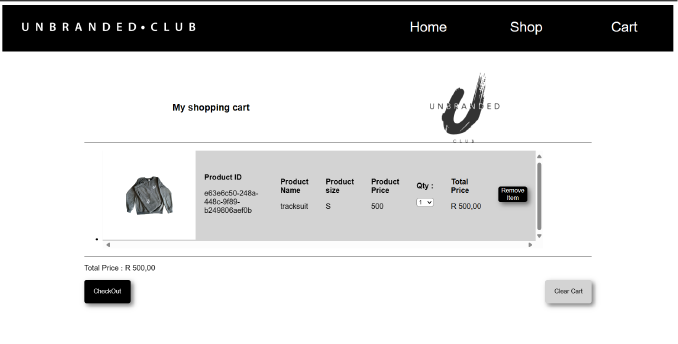 UNBRANDED•CLUB
Home
Shop
Cart
My shopping cart
UNBRANDED
CLUB
Product ID
e63e6c50-248a-
448c-9f89-
b249806aef0b
Product
Name
tracksuit
Product
size
S
Product
Price
500
Qty :
1
Total
Price
R 500,00
Remove
Item
Total Price : R 500,00
CheckOut
Clear Cart